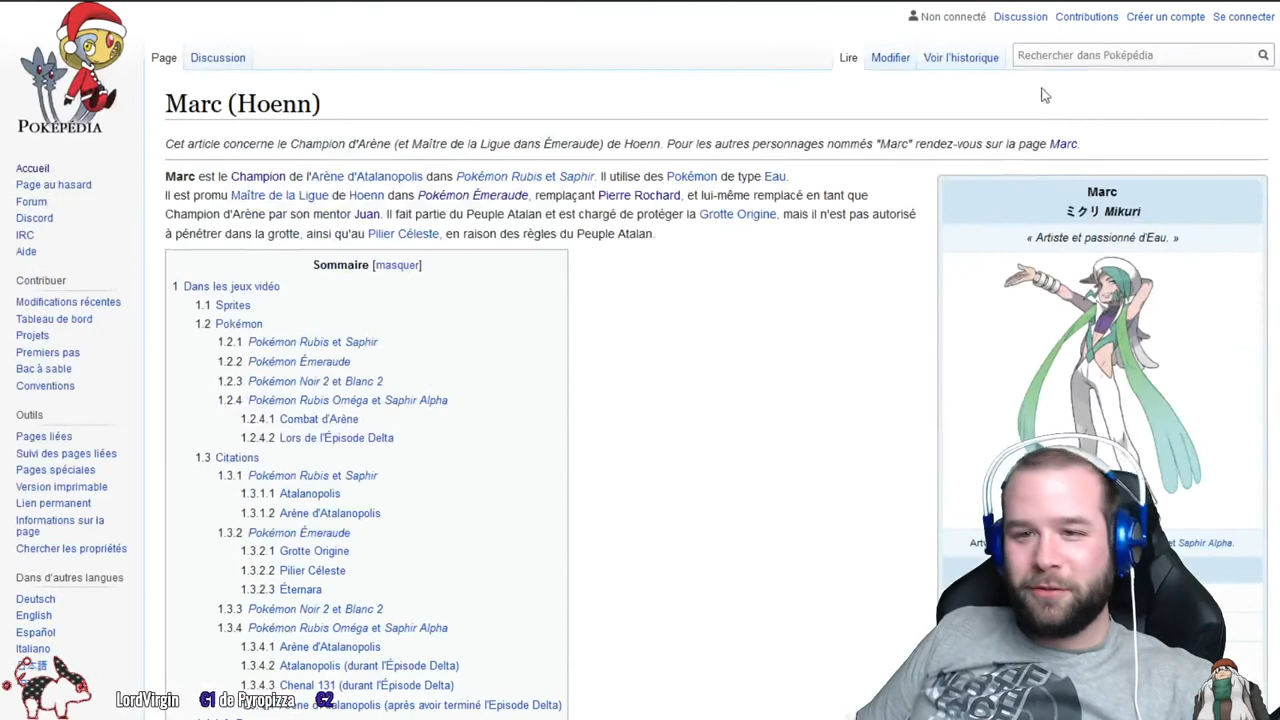 Non connecté Discussion Contributions Créer un compte Se connecter
Page Discussion Lire Modifier Voir l'historique Rechercher dans Poképédia
POKÉPÉDIA
Accueil
Page au hasard
Forum
Discord
IRC
Aide
Contribuer
Modifications récentes
Tableau de bord
Projets
Premiers pas
Bac à sable
Conventions
Outils
Pages liées
Suivi des pages liées
Pages spéciales
Version imprimable
Lien permanent
Informations sur la
page
Chercher les propriétés
Dans d'autres langues
Deutsch
English
Español
Italiano
日本語
Marc (Hoenn)
Cet article concerne le Champion d'Arène (et Maître de la Ligue dans Émeraude) de Hoenn. Pour les autres personnages nommés "Marc" rendez-vous sur la page Marc.
Marc est le Champion de l'Arène d'Atalanopolis dans Pokémon Rubis et Saphir. Il utilise des Pokémon de type Eau.
Il est promu Maître de la Ligue de Hoenn dans Pokémon Émeraude, remplaçant Pierre Rochard, et lui-même remplacé en tant que
Champion d'Arène par son mentor Juan. Il fait partie du Peuple Atalan et est chargé de protéger la Grotte Origine, mais il n'est pas autorisé
à pénétrer dans la grotte, ainsi qu'au Pilier Céleste, en raison des règles du Peuple Atalan.
Sommaire [masquer]
1 Dans les jeux vidéo
1.1 Sprites
1.2 Pokémon
1.2.1 Pokémon Rubis et Saphir
1.2.2 Pokémon Émeraude
1.2.3 Pokémon Noir 2 et Blanc 2
1.2.4 Pokémon Rubis Oméga et Saphir Alpha
1.2.4.1 Combat d'Arène
1.2.4.2 Lors de l'Épisode Delta
1.3 Citations
1.3.1 Pokémon Rubis et Saphir
1.3.1.1 Atalanopolis
1.3.1.2 Arène d'Atalanopolis
1.3.2 Pokémon Émeraude
1.3.2.1 Grotte Origine
1.3.2.2 Pilier Céleste
1.3.2.3 Éternara
1.3.3 Pokémon Noir 2 et Blanc 2
1.3.4 Pokémon Rubis Oméga et Saphir Alpha
1.3.4.1 Arène d'Atalanopolis
1.3.4.2 Atalanopolis (durant l'Épisode Delta)
1.3.4.3 Chenal 131 (durant l'Épisode Delta)
d'Atalanopolis (après avoir terminé l'Épisode Delta)
Marc
ミクリ Mikuri
« Artiste et passionné d'Eau. »
et Saphir Alpha.
LordVirgin C1 de Pyropizza C2